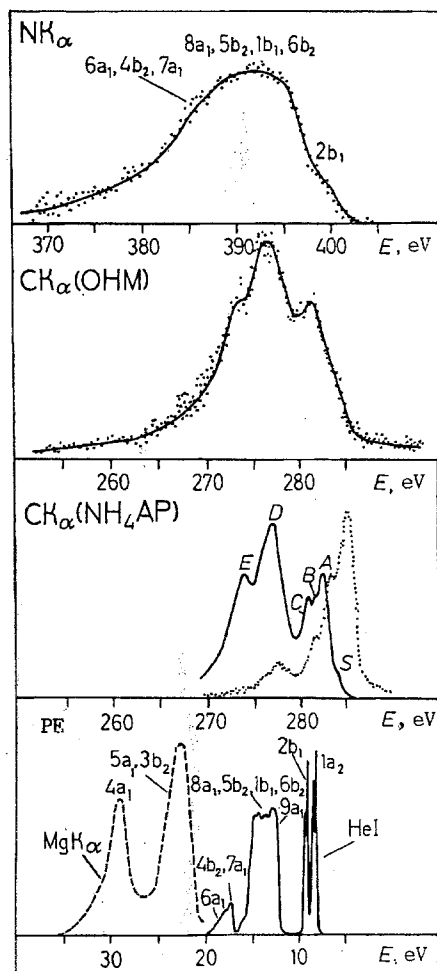 NKα
8a₁, 5b₂, 1b₁, 6b₂
6a₁, 4b₂, 7a₁
2b₁
370 380 390 400 E, eV
CKα(OHM)
260 270 280 E, eV
CKα(NH₄AP)
D
E
B A
C
S
260 270 280 E, eV
PE
5a₁, 3b₂
2b₁
4a₁
8a₁, 5b₂, 1b₁, 6b₂
1a₂
9a₁
MgKα
HeI
4b₂, 7a₁
6a₁
30 20 10 E, eV